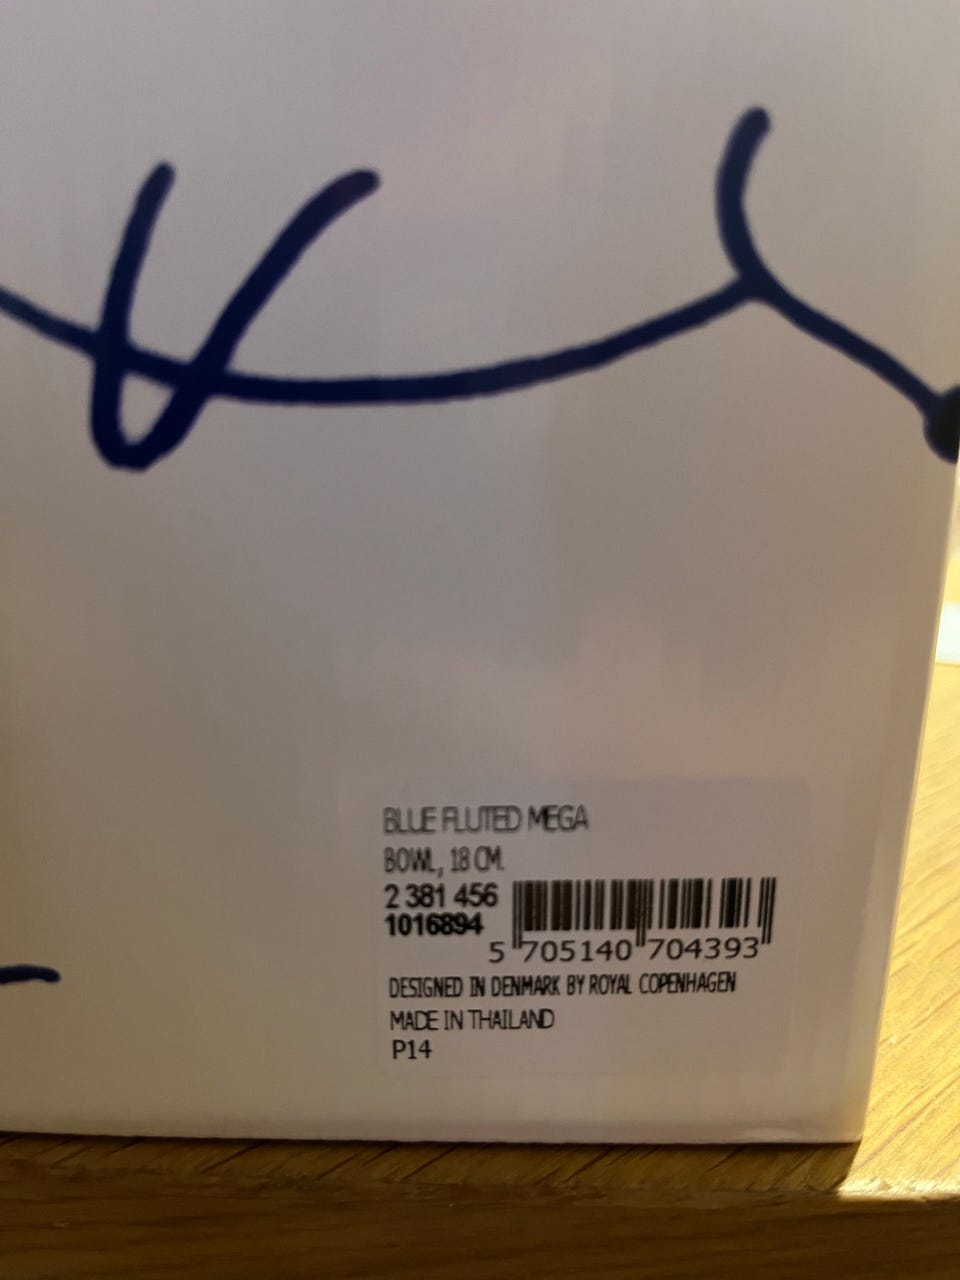 BLUE FLUTED MEGA
BOWL, 18 CM.
2 381 456
1016894
5 705140 704393
DESIGNED IN DENMARK BY ROYAL COPENHAGEN
MADE IN THAILAND
P14